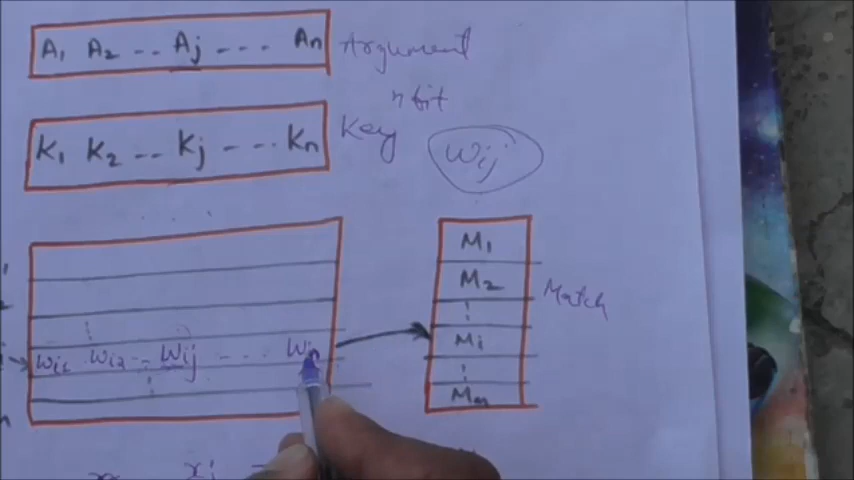 A1 A2 .. Aj ... An Argument
n bit
K1 K2 .. Kj ... Kn Key
Wij
M1
M2
Match
Wi1 Wi2 .. Wij ... Win
Mi
Mm
xj